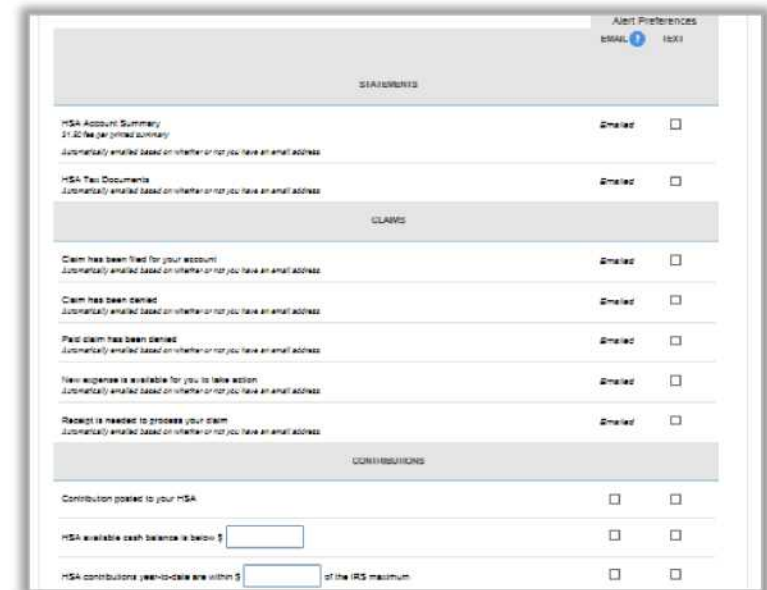 Alert Preferences
EMAIL ? TEXT
STATEMENTS
HSA Account Summary
$1.50 fee per printed summary
Automatically emailed based on whether or not you have an email address
Emailed
HSA Tax Documents
Automatically emailed based on whether or not you have an email address
Emailed
CLAIMS
Claim has been filed for your account
Automatically emailed based on whether or not you have an email address
Emailed
Claim has been denied
Automatically emailed based on whether or not you have an email address
Emailed
Paid claim has been denied
Automatically emailed based on whether or not you have an email address
Emailed
New expense is available for you to take action
Automatically emailed based on whether or not you have an email address
Emailed
Receipt is needed to process your claim
Automatically emailed based on whether or not you have an email address
Emailed
CONTRIBUTIONS
Contribution posted to your HSA
HSA available cash balance is below $
HSA contributions year-to-date are within $ of the IRS maximum